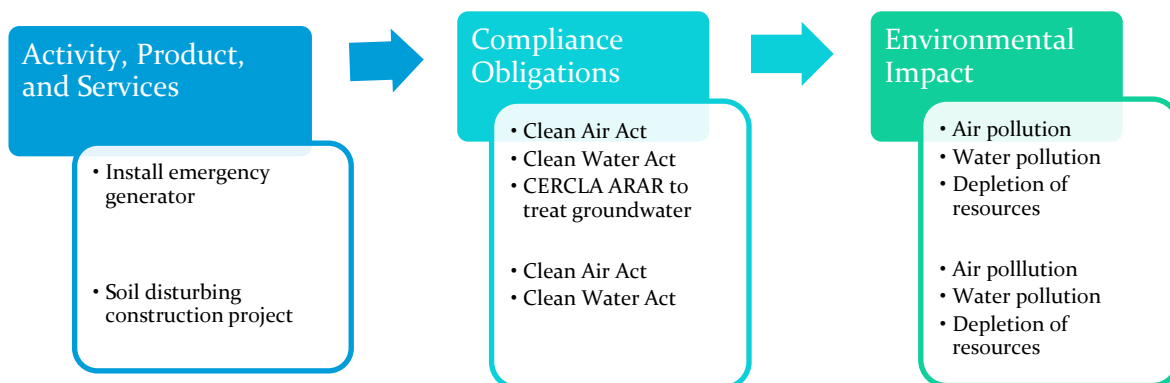 Activity, Product,
and Services
• Install emergency
generator
• Soil disturbing
construction project
Compliance
Obligations
• Clean Air Act
• Clean Water Act
• CERCLA ARAR to
treat groundwater
• Clean Air Act
• Clean Water Act
Environmental
Impact
• Air pollution
• Water pollution
• Depletion of
resources
• Air polllution
• Water pollution
• Depletion of
resources